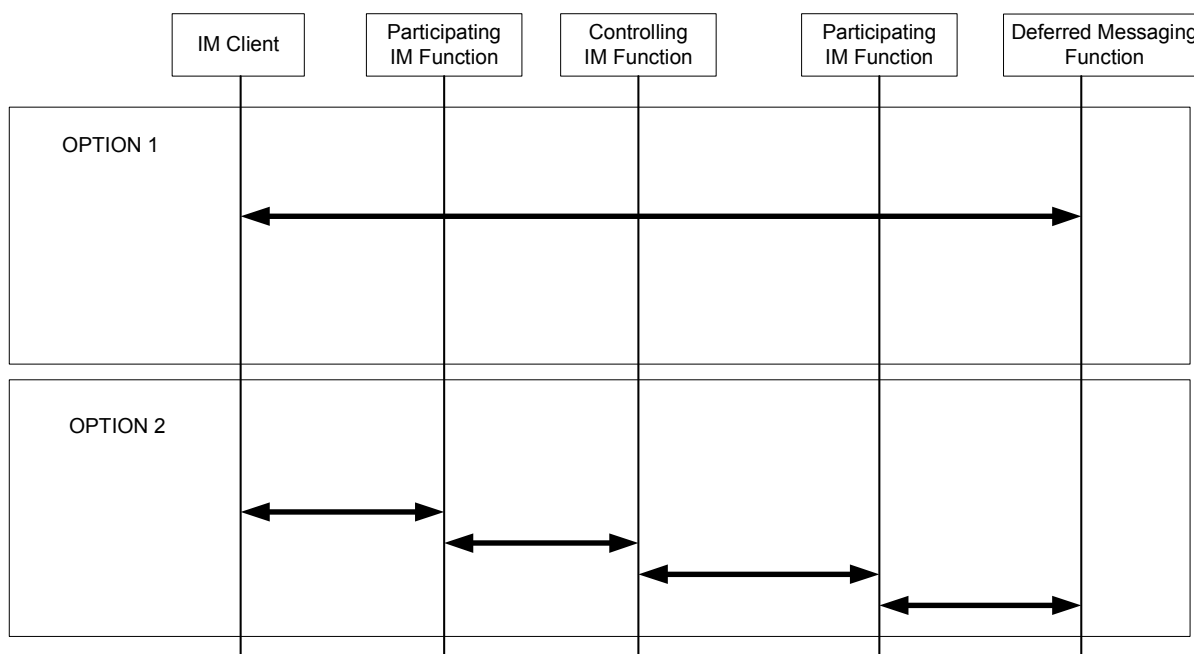 IM Client
Participating
IM Function
Controlling
IM Function
Participating
IM Function
Deferred Messaging
Function
OPTION 1
OPTION 2